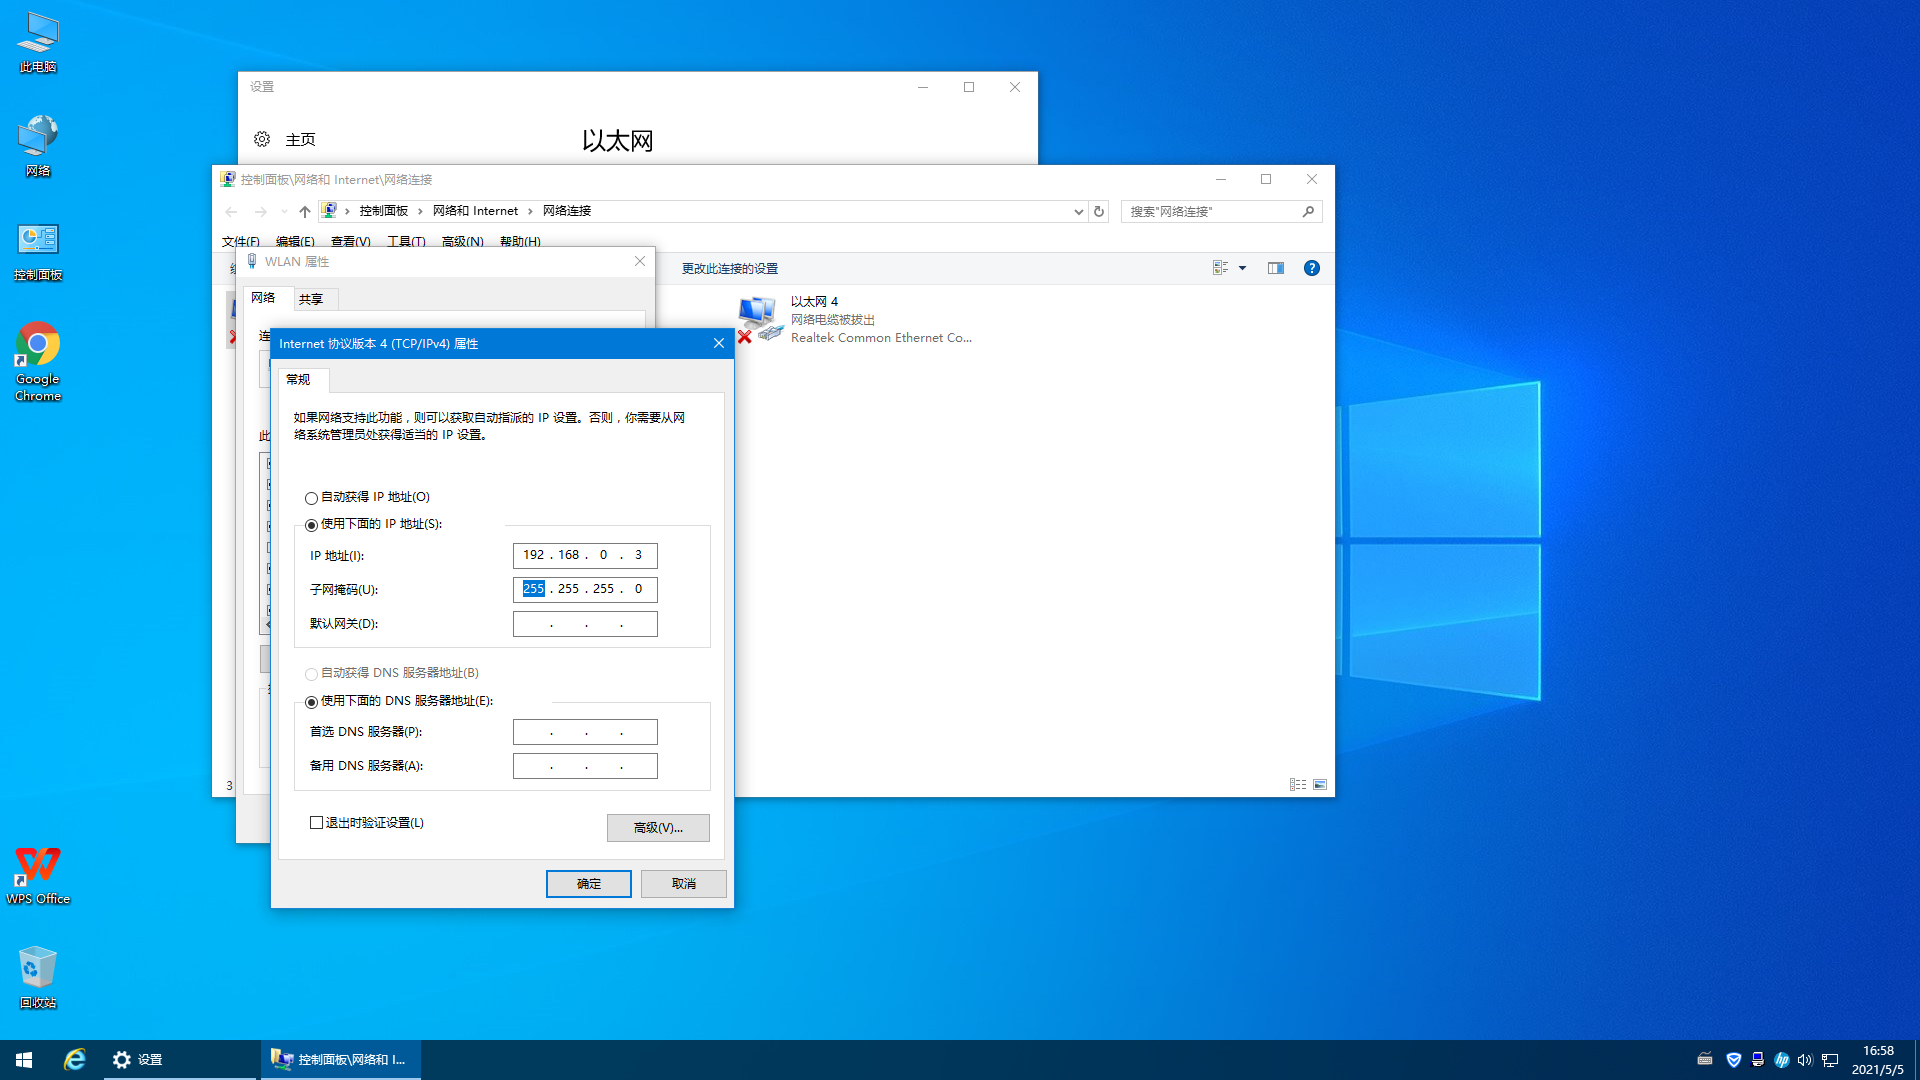 此电脑
网络
控制面板
Google
Chrome
WPS Office
回收站
设置
主页
以太网
控制面板\网络和 Internet\网络连接
控制面板 › 网络和 Internet › 网络连接
搜索"网络连接"
文件(F) 编辑(E) 查看(V) 工具(T) 高级(N) 帮助(H)
更改此连接的设置
以太网 4
网络电缆被拔出
Realtek Common Ethernet Co...
3
WLAN 属性
网络 共享
连
此
Internet 协议版本 4 (TCP/IPv4) 属性
常规
如果网络支持此功能，则可以获取自动指派的 IP 设置。否则，你需要从网
络系统管理员处获得适当的 IP 设置。
自动获得 IP 地址(O)
使用下面的 IP 地址(S):
IP 地址(I): 192 . 168 . 0 . 3
子网掩码(U): 255 . 255 . 255 . 0
默认网关(D): . . .
自动获得 DNS 服务器地址(B)
使用下面的 DNS 服务器地址(E):
首选 DNS 服务器(P): . . .
备用 DNS 服务器(A): . . .
退出时验证设置(L)
高级(V)...
确定 取消
设置
控制面板\网络和 I...
16:58
2021/5/5